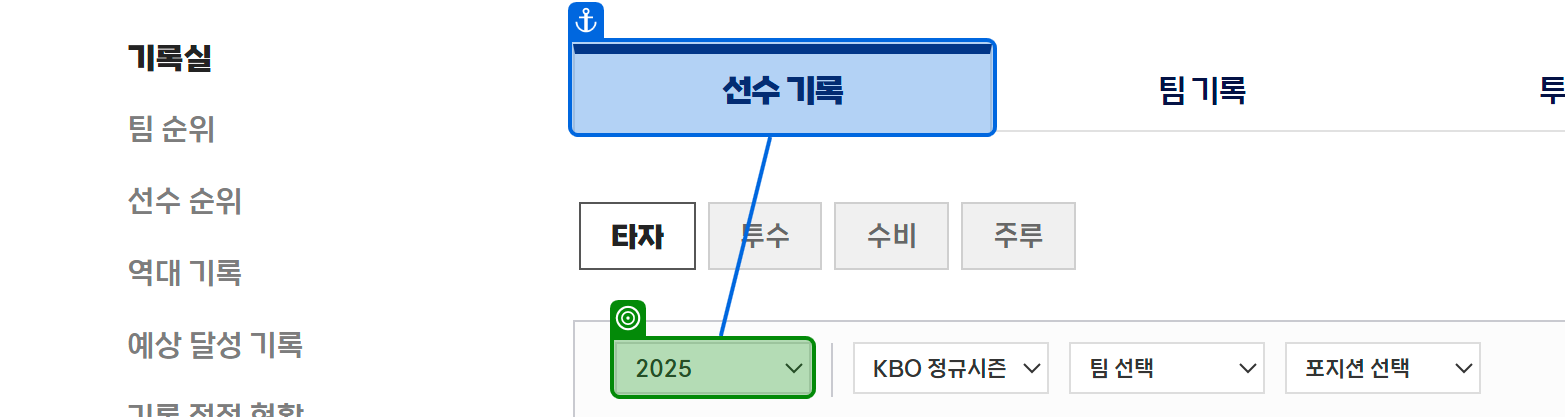 기록실
팀 순위
선수 순위
역대 기록
예상 달성 기록
선수 기록
팀 기록
투
타자
투수
수비
주루
2025
KBO 정규시즌
팀 선택
포지션 선택